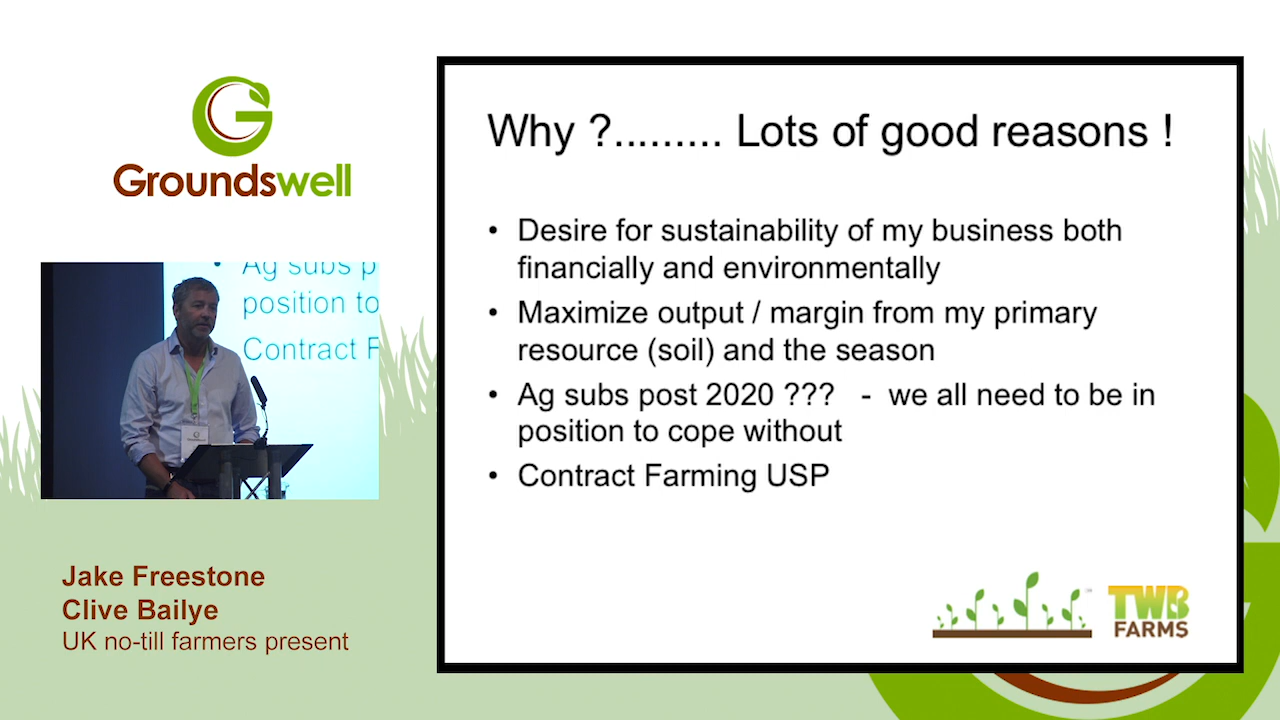 Groundswell
Ag subs p
position to
Contract F
Jake Freestone
Clive Bailye
UK no-till farmers present
Why ?......... Lots of good reasons !
• Desire for sustainability of my business both
financially and environmentally
• Maximize output / margin from my primary
resource (soil) and the season
• Ag subs post 2020 ??? - we all need to be in
position to cope without
• Contract Farming USP
TWB
FARMS